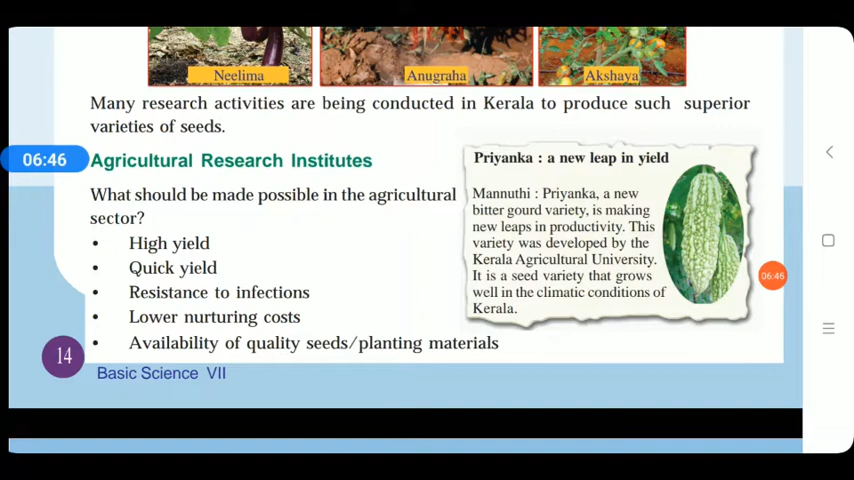 Neelima
Anugraha
Akshaya
Many research activities are being conducted in Kerala to produce such superior
varieties of seeds.
06:46
Agricultural Research Institutes
What should be made possible in the agricultural
sector?
• High yield
• Quick yield
• Resistance to infections
• Lower nurturing costs
• Availability of quality seeds/planting materials
Priyanka : a new leap in yield
Mannuthi : Priyanka, a new
bitter gourd variety, is making
new leaps in productivity. This
variety was developed by the
Kerala Agricultural University.
It is a seed variety that grows
well in the climatic conditions of
Kerala.
06:46
14
Basic Science VII